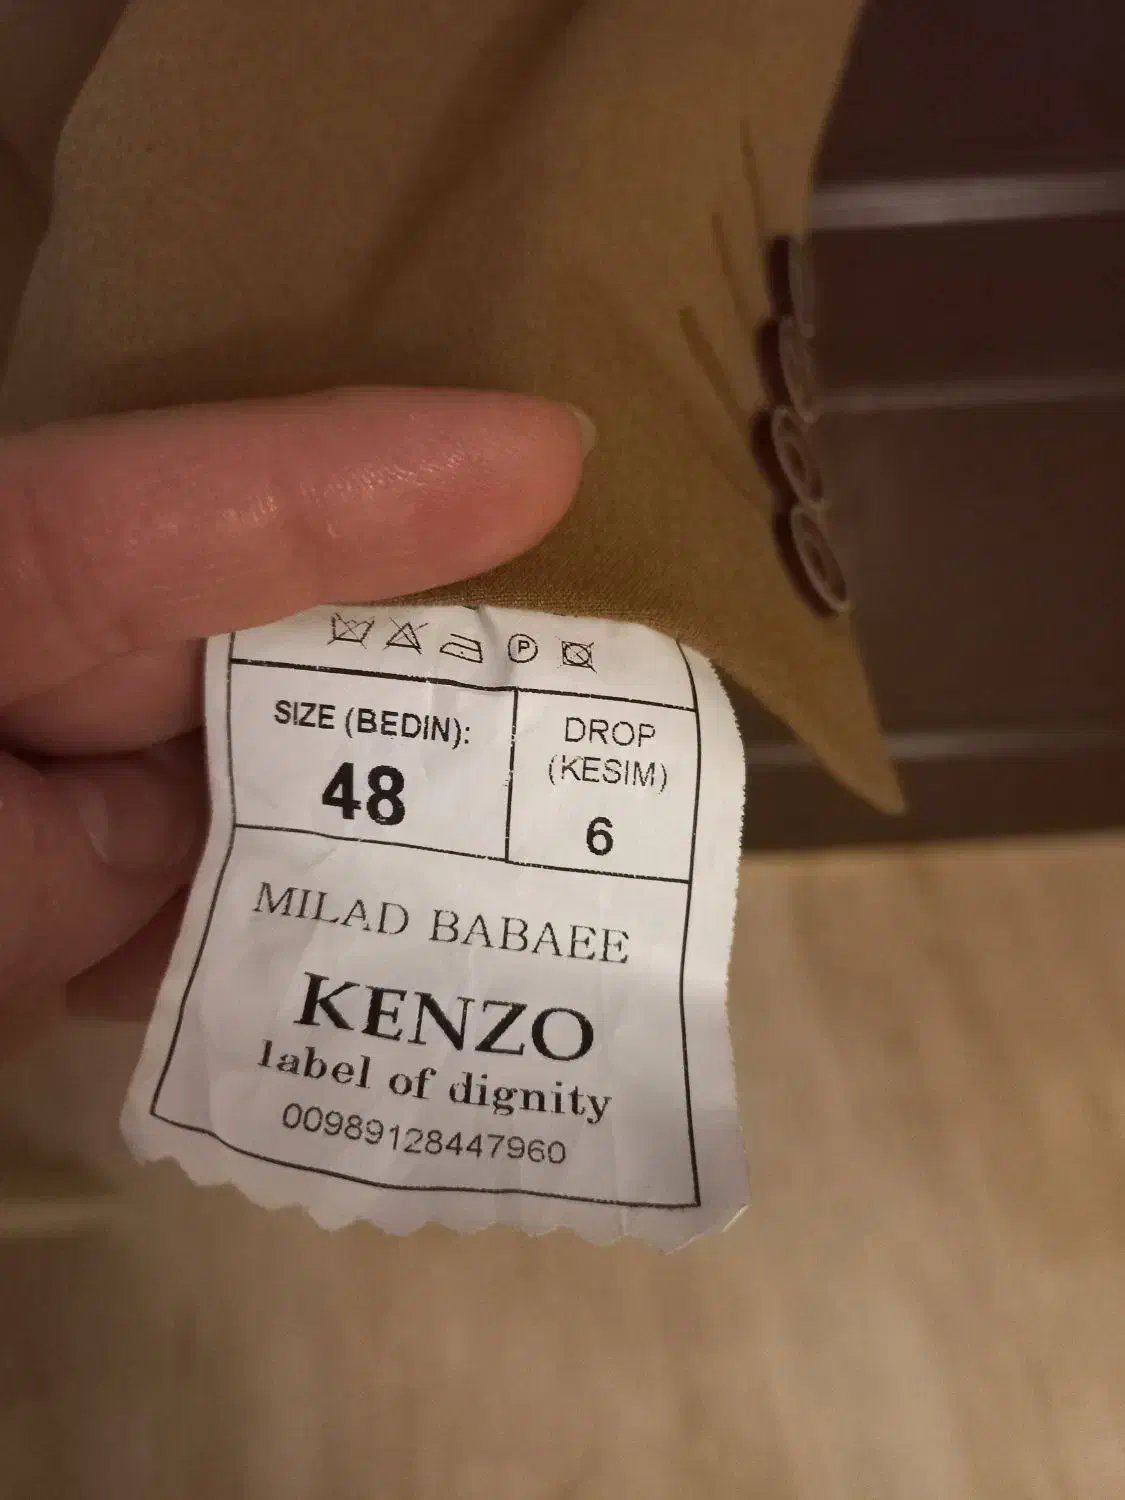 P
SIZE (BEDIN):
48
DROP
(KESIM)
6
MILAD BABAEE
KENZO
label of dignity
00989128447960